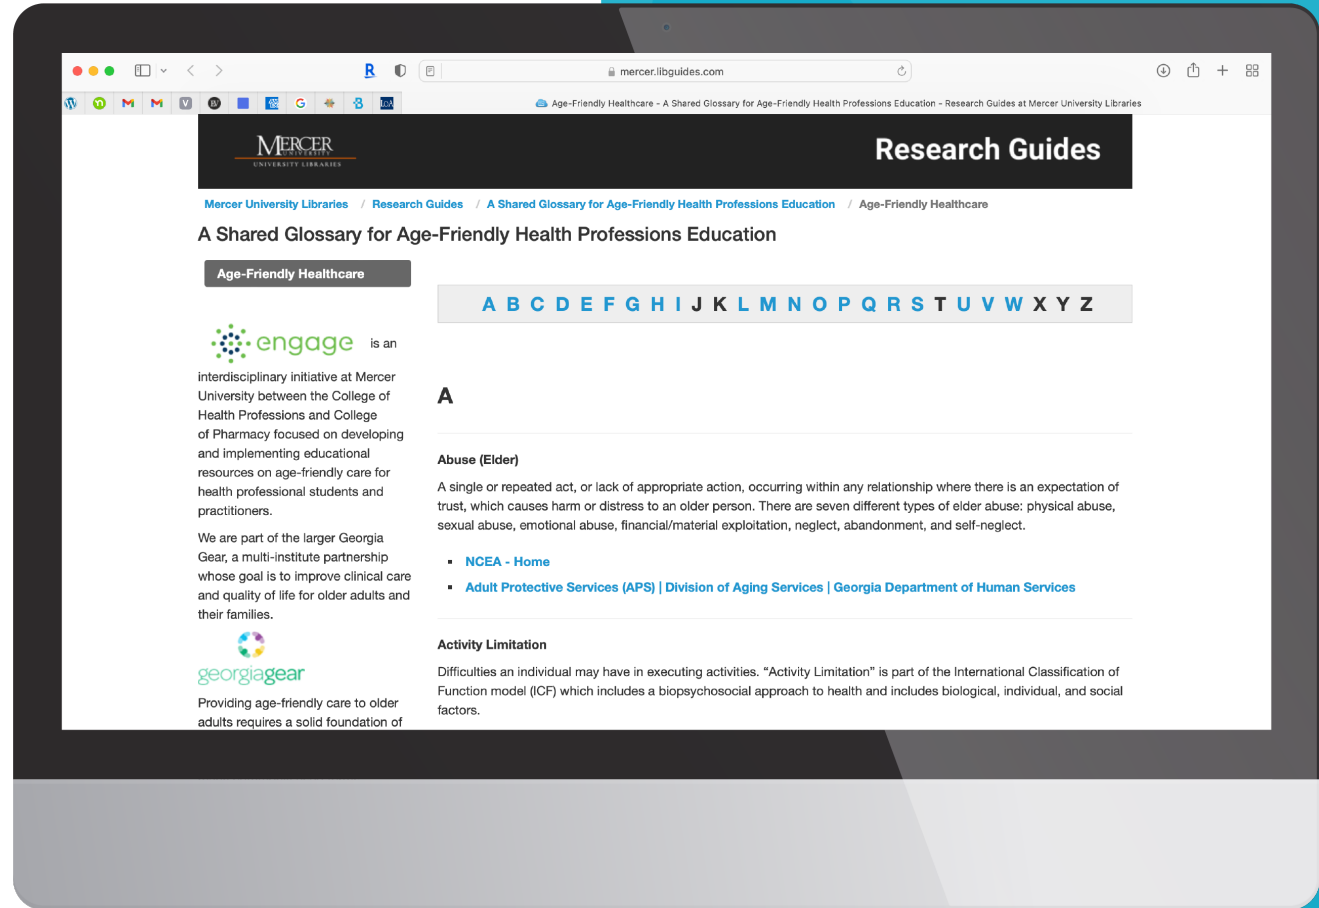 mercer.libguides.com
Age-Friendly Healthcare - A Shared Glossary for Age-Friendly Health Professions Education - Research Guides at Mercer University Libraries
MERCER
UNIVERSITY
UNIVERSITY LIBRARIES
Research Guides
Mercer University Libraries / Research Guides / A Shared Glossary for Age-Friendly Health Professions Education / Age-Friendly Healthcare
A Shared Glossary for Age-Friendly Health Professions Education
Age-Friendly Healthcare
engage is an
interdisciplinary initiative at Mercer
University between the College of
Health Professions and College
of Pharmacy focused on developing
and implementing educational
resources on age-friendly care for
health professional students and
practitioners.
We are part of the larger Georgia
Gear, a multi-institute partnership
whose goal is to improve clinical care
and quality of life for older adults and
their families.
georgiagear
Providing age-friendly care to older
adults requires a solid foundation of
A B C D E F G H I J K L M N O P Q R S T U V W X Y Z
A
Abuse (Elder)
A single or repeated act, or lack of appropriate action, occurring within any relationship where there is an expectation of
trust, which causes harm or distress to an older person. There are seven different types of elder abuse: physical abuse,
sexual abuse, emotional abuse, financial/material exploitation, neglect, abandonment, and self-neglect.
NCEA - Home
Adult Protective Services (APS) | Division of Aging Services | Georgia Department of Human Services
Activity Limitation
Difficulties an individual may have in executing activities. “Activity Limitation” is part of the International Classification of
Function model (ICF) which includes a biopsychosocial approach to health and includes biological, individual, and social
factors.